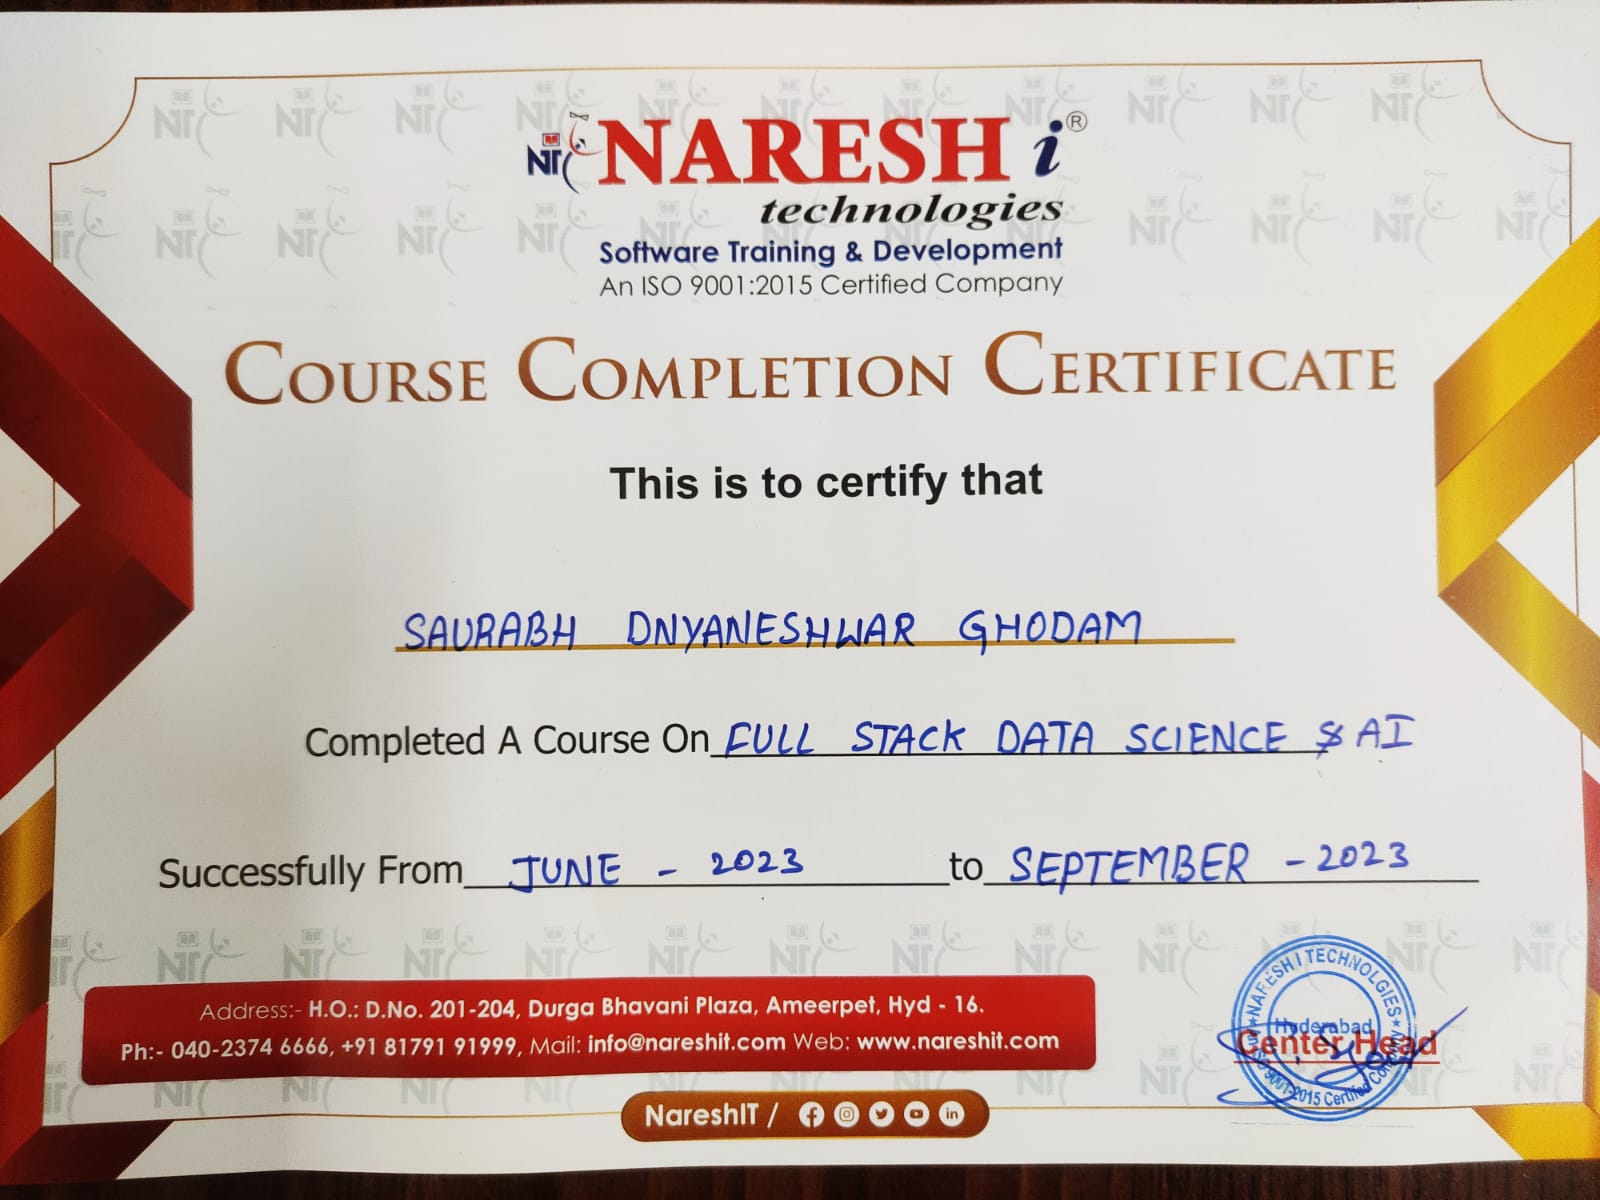 NARESH i ®
technologies
Software Training & Development
An ISO 9001:2015 Certified Company
COURSE COMPLETION CERTIFICATE
This is to certify that
SAURABH DNYANESHWAR GHODAM
Completed A Course On FULL STACK DATA SCIENCE & AI
Successfully From JUNE - 2023 to SEPTEMBER - 2023
Address:- H.O.: D.No. 201-204, Durga Bhavani Plaza, Ameerpet, Hyd - 16.
Ph:- 040-2374 6666, +91 81791 91999, Mail: info@nareshit.com Web: www.nareshit.com
NareshIT /
NARESH I TECHNOLGIES
Hyderabad
Center Head
ISO 9001-2015 Certified Company